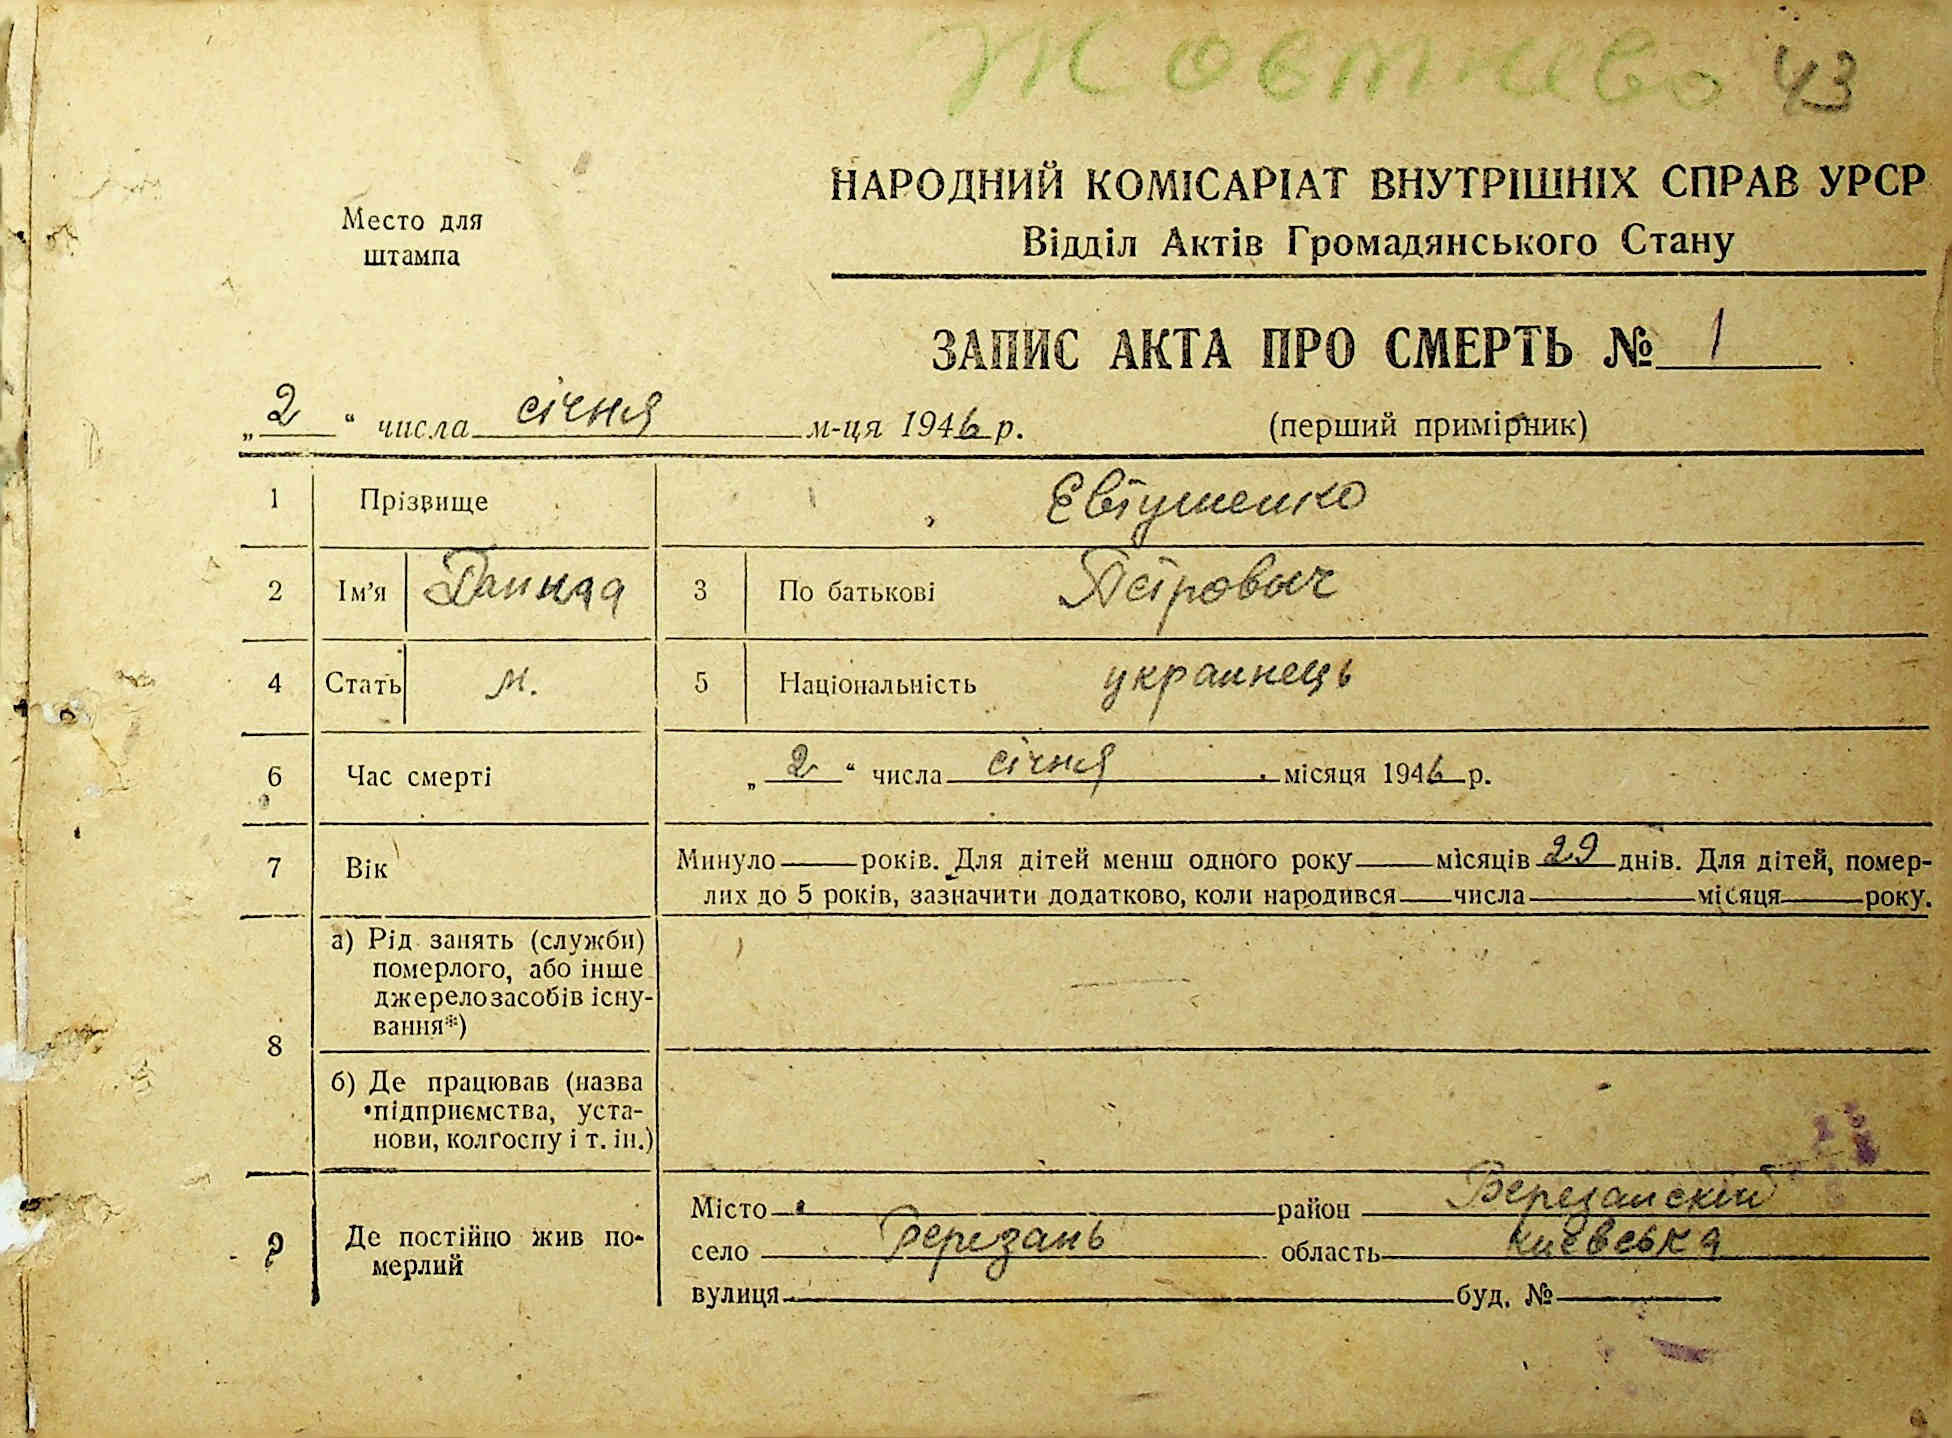 Жовтнево 43
НАРОДНИЙ КОМІСАРІАТ ВНУТРІШНІХ СПРАВ УРСР
Место для
штампа
Відділ Актів Громадянського Стану
ЗАПИС АКТА ПРО СМЕРТЬ № 1
„2“ числа січня м-ця 1946 р. (перший примірник)
1 Прізвище Евтушенко
2 Ім’я 3 По батькові Петрович
4 Стать м. 5 Національність украинець
6 Час смерті „2“ числа січня місяця 1946 р.
7 Вік Минуло — років. Для дітей менш одного року — місяців 29 днів. Для дітей, помер-
лих до 5 років, зазначити додатково, коли народився — числа — місяця — року.
8 а) Рід занять (служби)
померлого, або інше
джерело засобів існу-
вання*)
б) Де працював (назва
підприємства, уста-
нови, колгоспу і т. ін.)
9 Де постійно жив по-
мерлий
Місто район Березанский
село Березань область Киевська
вулиця буд. №